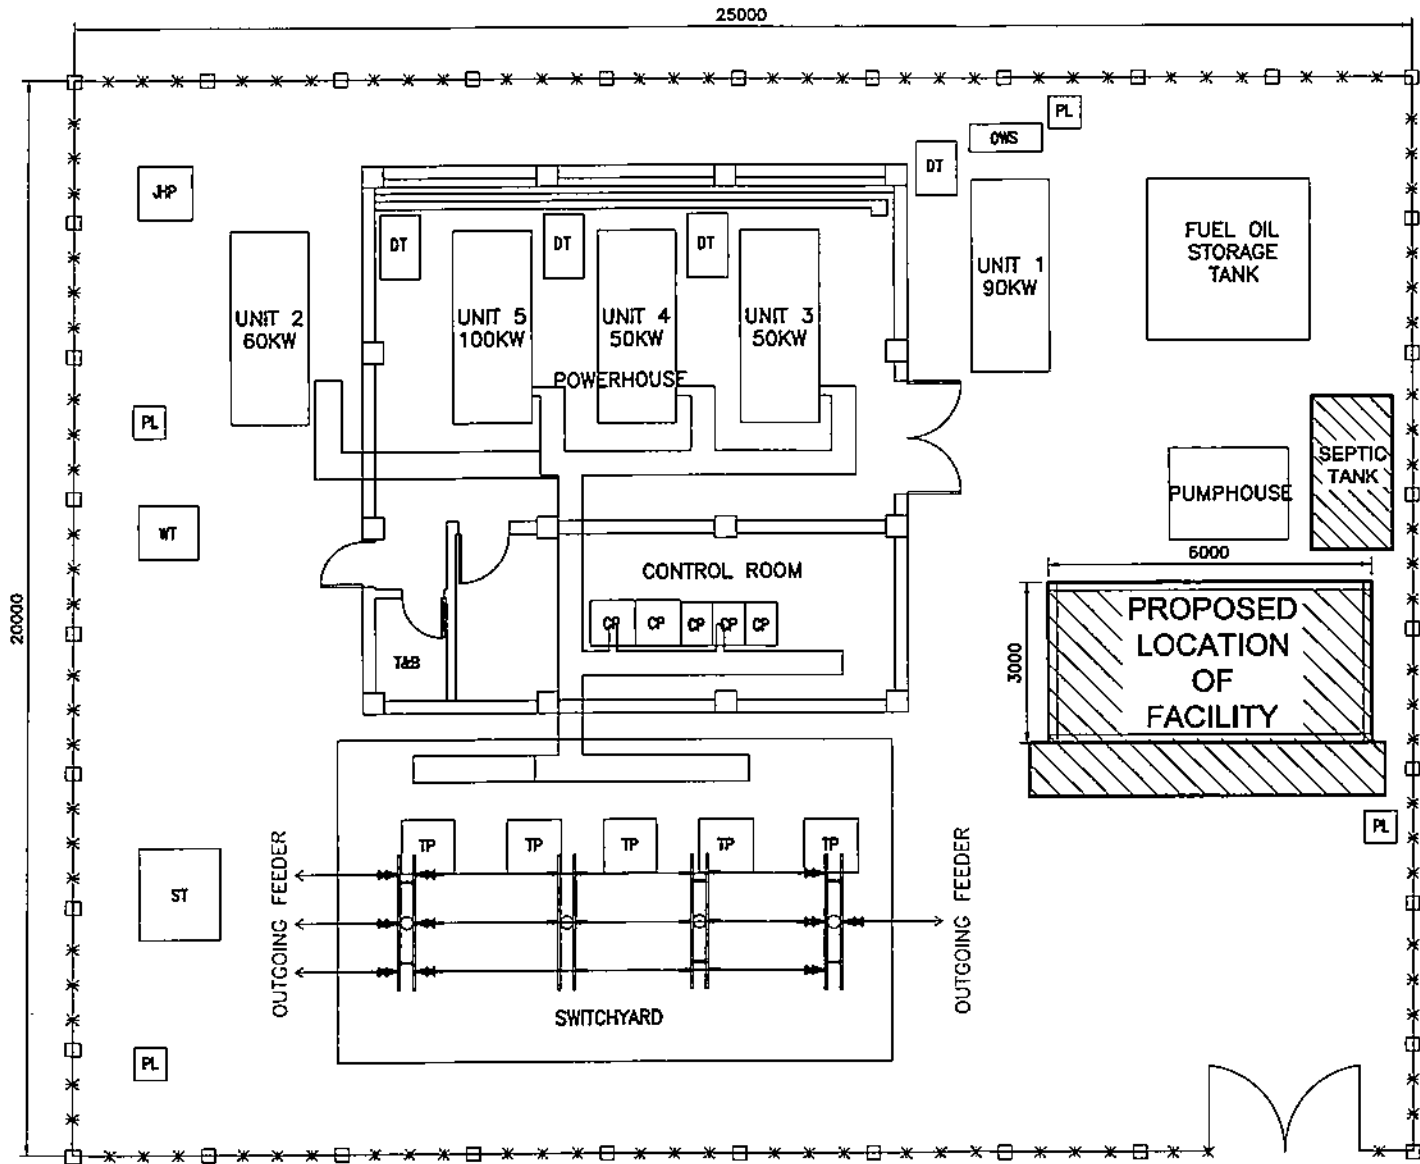 25000
PL
OWS
DT
JHP
FUEL OIL
STORAGE
TANK
DT
DT
DT
UNIT 1
90KW
UNIT 2
60KW
UNIT 5
100KW
UNIT 4
50KW
UNIT 3
50KW
POWERHOUSE
PL
SEPTIC
TANK
PUMPHOUSE
WT
6000
CONTROL ROOM
20000
3000
PROPOSED
LOCATION
OF
FACILITY
CP
CP
CP
CP
CP
T&B
PL
TP
TP
TP
TP
TP
OUTGOING FEEDER
OUTGOING FEEDER
ST
SWITCHYARD
PL